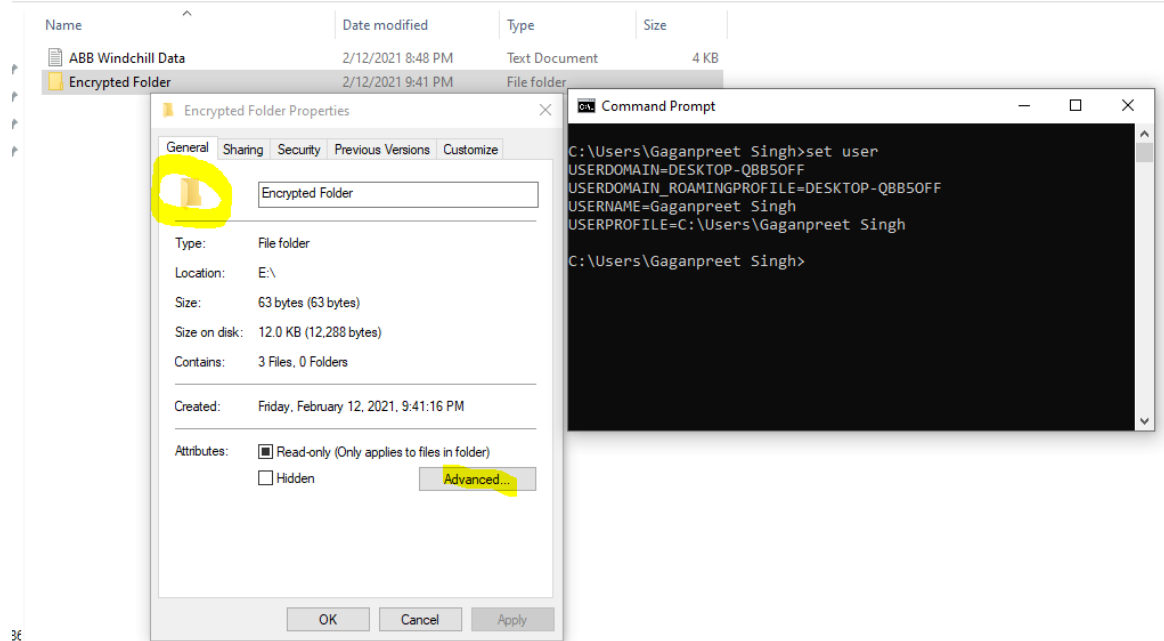 Name Date modified Type Size
ABB Windchill Data 2/12/2021 8:48 PM Text Document 4 KB
Encrypted Folder 2/12/2021 9:41 PM File folder
Encrypted Folder Properties
General Sharing Security Previous Versions Customize
Encrypted Folder
Type: File folder
Location: E:\
Size: 63 bytes (63 bytes)
Size on disk: 12.0 KB (12,288 bytes)
Contains: 3 Files, 0 Folders
Created: Friday, February 12, 2021, 9:41:16 PM
Attributes: Read-only (Only applies to files in folder)
Hidden Advanced...
OK Cancel Apply
Command Prompt
C:\Users\Gaganpreet Singh>set user
USERDOMAIN=DESKTOP-QBB5OFF
USERDOMAIN_ROAMINGPROFILE=DESKTOP-QBB5OFF
USERNAME=Gaganpreet Singh
USERPROFILE=C:\Users\Gaganpreet Singh
C:\Users\Gaganpreet Singh>